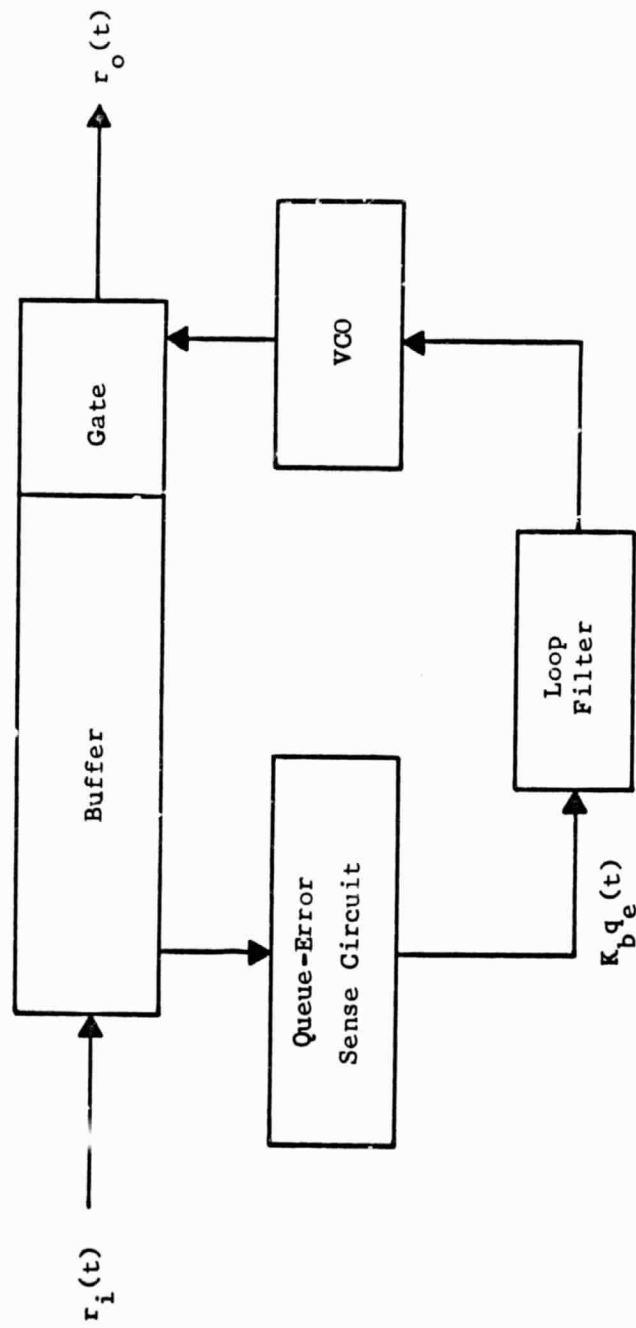 r_i(t)
Buffer
Gate
r_o(t)
Queue-Error
Sense Circuit
VCO
K_b q_e(t)
Loop
Filter